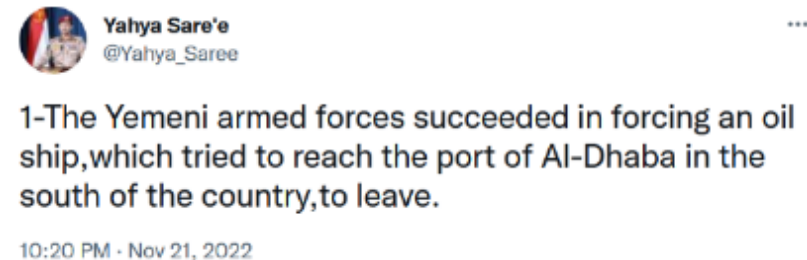 Yahya Sare'e
@Yahya_Saree
1-The Yemeni armed forces succeeded in forcing an oil
ship,which tried to reach the port of Al-Dhaba in the
south of the country,to leave.
10:20 PM · Nov 21, 2022